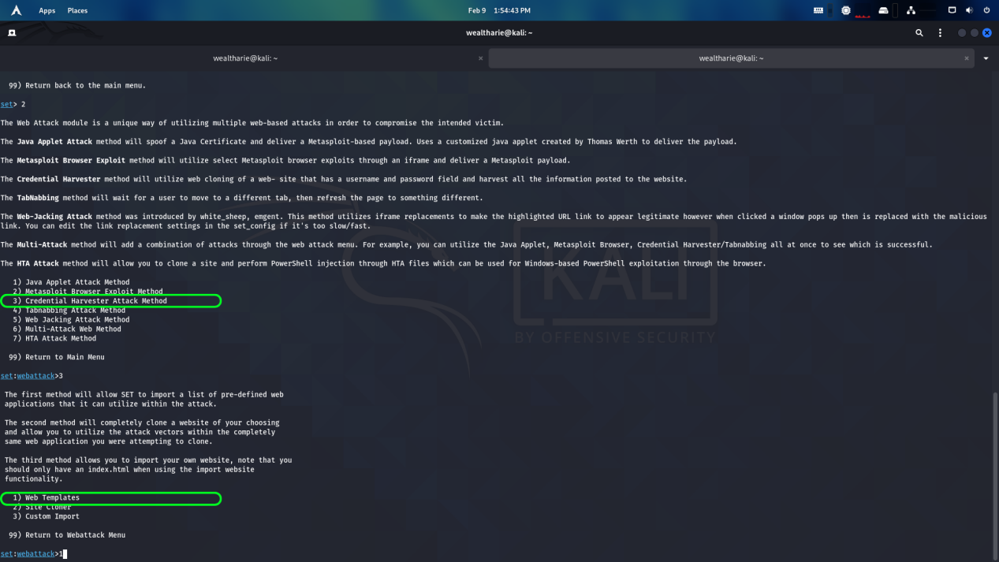 Apps Places Feb 9 1:54:43 PM
wealtharie@kali: ~
wealtharie@kali: ~ × wealtharie@kali: ~ ×
99) Return back to the main menu.
set> 2
The Web Attack module is a unique way of utilizing multiple web-based attacks in order to compromise the intended victim.
The Java Applet Attack method will spoof a Java Certificate and deliver a Metasploit-based payload. Uses a customized java applet created by Thomas Werth to deliver the payload.
The Metasploit Browser Exploit method will utilize select Metasploit browser exploits through an iframe and deliver a Metasploit payload.
The Credential Harvester method will utilize web cloning of a web- site that has a username and password field and harvest all the information posted to the website.
The TabNabbing method will wait for a user to move to a different tab, then refresh the page to something different.
The Web-Jacking Attack method was introduced by white_sheep, emgent. This method utilizes iframe replacements to make the highlighted URL link to appear legitimate however when clicked a window pops up then is replaced with the malicious
link. You can edit the link replacement settings in the set_config if it's too slow/fast.
The Multi-Attack method will add a combination of attacks through the web attack menu. For example, you can utilize the Java Applet, Metasploit Browser, Credential Harvester/Tabnabbing all at once to see which is successful.
The HTA Attack method will allow you to clone a site and perform PowerShell injection through HTA files which can be used for Windows-based PowerShell exploitation through the browser.
1) Java Applet Attack Method
2) Metasploit Browser Exploit Method
3) Credential Harvester Attack Method
4) Tabnabbing Attack Method
5) Web Jacking Attack Method
6) Multi-Attack Web Method
7) HTA Attack Method
KALI
BY OFFENSIVE SECURITY
99) Return to Main Menu
set:webattack>3
The first method will allow SET to import a list of pre-defined web
applications that it can utilize within the attack.
The second method will completely clone a website of your choosing
and allow you to utilize the attack vectors within the completely
same web application you were attempting to clone.
The third method allows you to import your own website, note that you
should only have an index.html when using the import website
functionality.
1) Web Templates
2) Site Cloner
3) Custom Import
99) Return to Webattack Menu
set:webattack>1